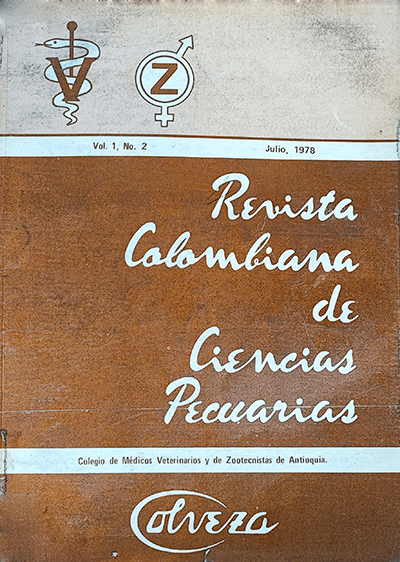 V
Z
Vol. 1, No. 2 Julio, 1978
Revista
Colombiana
de
Ciencias
Pecuarias
Colegio de Médicos Veterinarios y de Zootecnistas de Antioquia.
Colveza